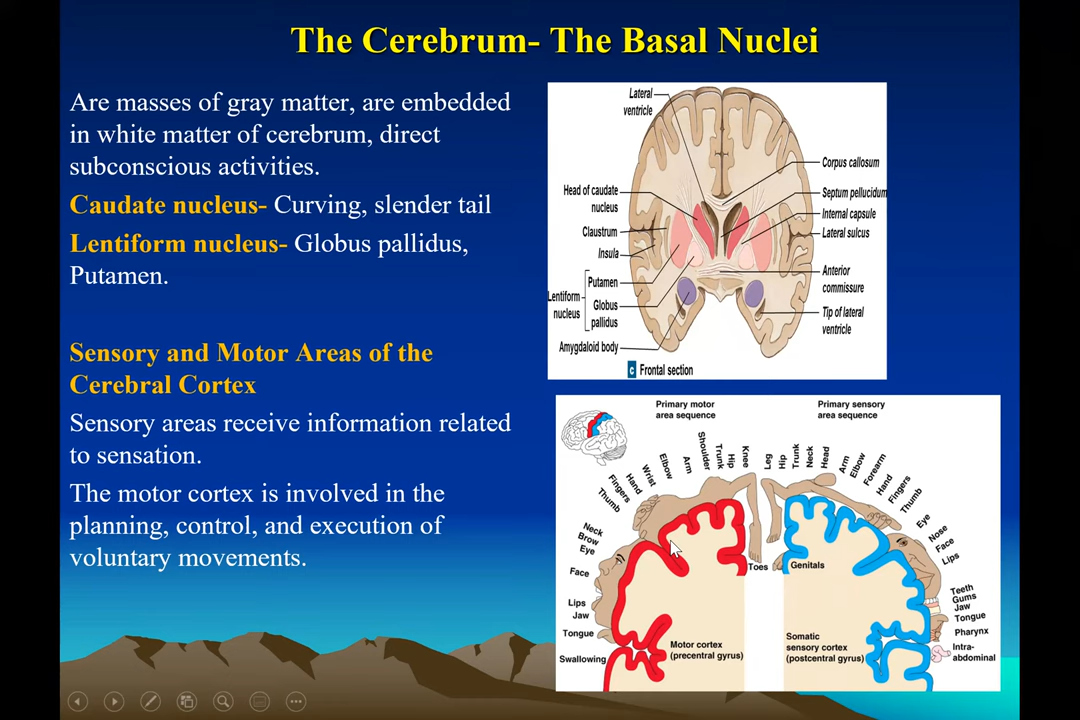 The Cerebrum- The Basal Nuclei
Are masses of gray matter, are embedded
in white matter of cerebrum, direct
subconscious activities.
Caudate nucleus- Curving, slender tail
Lentiform nucleus- Globus pallidus,
Putamen.
Sensory and Motor Areas of the
Cerebral Cortex
Sensory areas receive information related
to sensation.
The motor cortex is involved in the
planning, control, and execution of
voluntary movements.
Lateral
ventricle
Head of caudate
nucleus
Claustrum
Insula
Putamen
Lentiform
nucleus
Globus
pallidus
Amygdaloid body
Corpus callosum
Septum pellucidum
Internal capsule
Lateral sulcus
Anterior
commissure
Tip of lateral
ventricle
c Frontal section
Primary motor
area sequence
Knee
Hip
Trunk
Shoulder
Arm
Elbow
Wrist
Hand
Fingers
Thumb
Neck
Brow
Eye
Face
Lips
Jaw
Tongue
Swallowing
Toes
Motor cortex
(precentral gyrus)
Primary sensory
area sequence
Leg
Hip
Trunk
Neck
Head
Arm
Elbow
Forearm
Hand
Fingers
Thumb
Eye
Nose
Face
Lips
Teeth
Gums
Jaw
Tongue
Pharynx
Intra-
abdominal
Genitals
Somatic
sensory cortex
(postcentral gyrus)